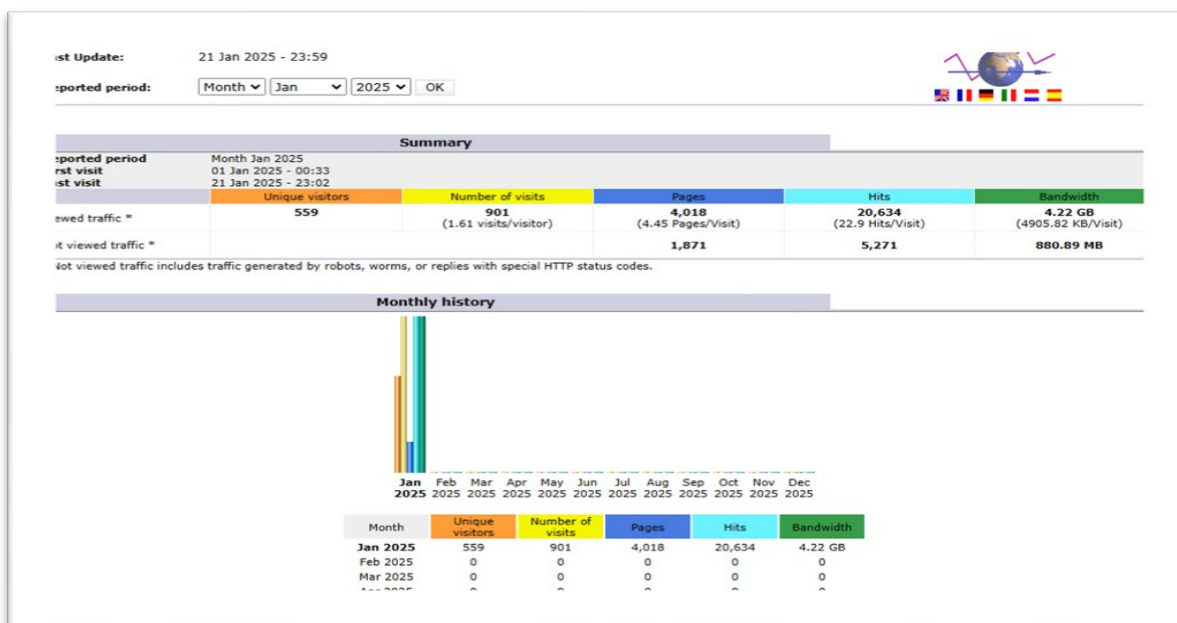 st Update: 21 Jan 2025 - 23:59
eported period: Month Jan 2025 OK
Summary
eported period Month Jan 2025
rst visit 01 Jan 2025 - 00:33
st visit 21 Jan 2025 - 23:02
Unique visitors Number of visits Pages Hits Bandwidth
ewed traffic * 559 901 4,018 20,634 4.22 GB
(1.61 visits/visitor) (4.45 Pages/Visit) (22.9 Hits/Visit) (4905.82 KB/Visit)
t viewed traffic * 1,871 5,271 880.89 MB
Not viewed traffic includes traffic generated by robots, worms, or replies with special HTTP status codes.
Monthly history
Jan Feb Mar Apr May Jun Jul Aug Sep Oct Nov Dec
2025 2025 2025 2025 2025 2025 2025 2025 2025 2025 2025 2025
Month Unique visitors Number of visits Pages Hits Bandwidth
Jan 2025 559 901 4,018 20,634 4.22 GB
Feb 2025 0 0 0 0 0
Mar 2025 0 0 0 0 0